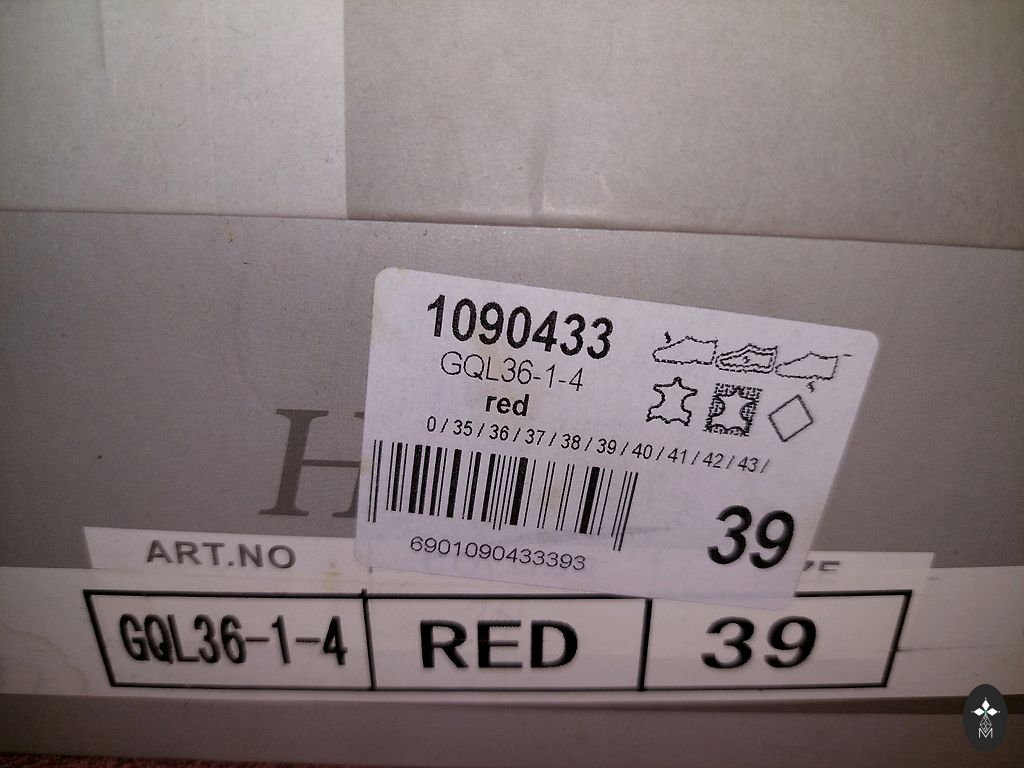 1090433
GQL36-1-4
red
0 / 35 / 36 / 37 / 38 / 39 / 40 / 41 / 42 / 43 /
6901090433393
39
H
ART.NO
GQL36-1-4
RED
39
M